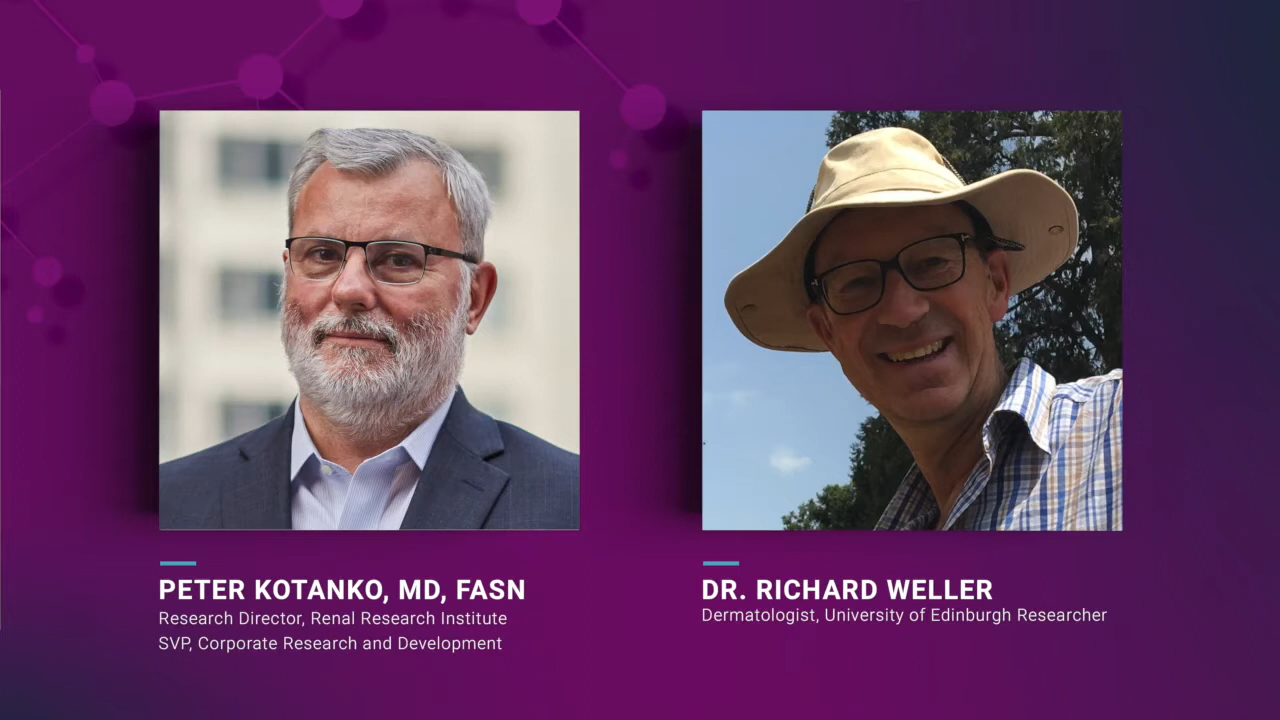 PETER KOTANKO, MD, FASN
Research Director, Renal Research Institute
SVP, Corporate Research and Development
DR. RICHARD WELLER
Dermatologist, University of Edinburgh Researcher